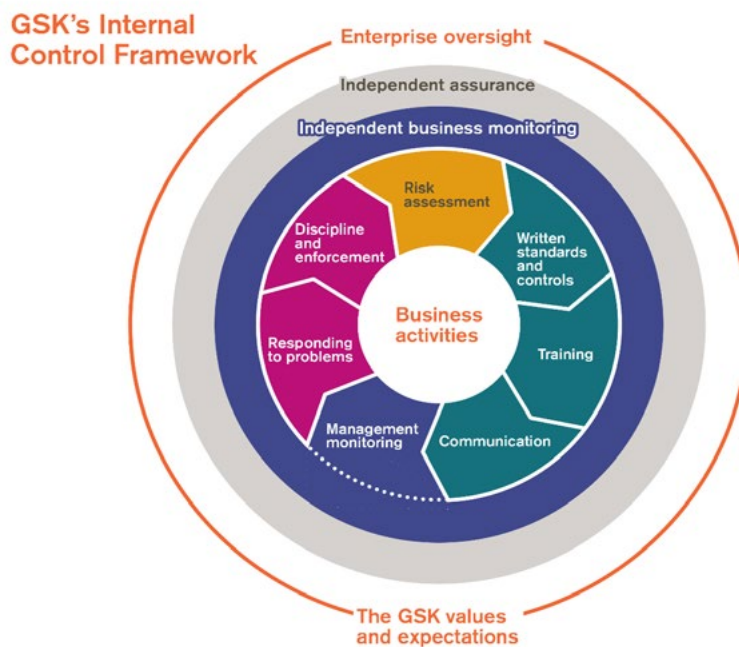 GSK's Internal
Control Framework
Enterprise oversight
Independent assurance
Independent business monitoring
Risk
assessment
Written
standards
and
controls
Training
Communication
Management
monitoring
Responding
to problems
Discipline
and
enforcement
Business
activities
The GSK values
and expectations